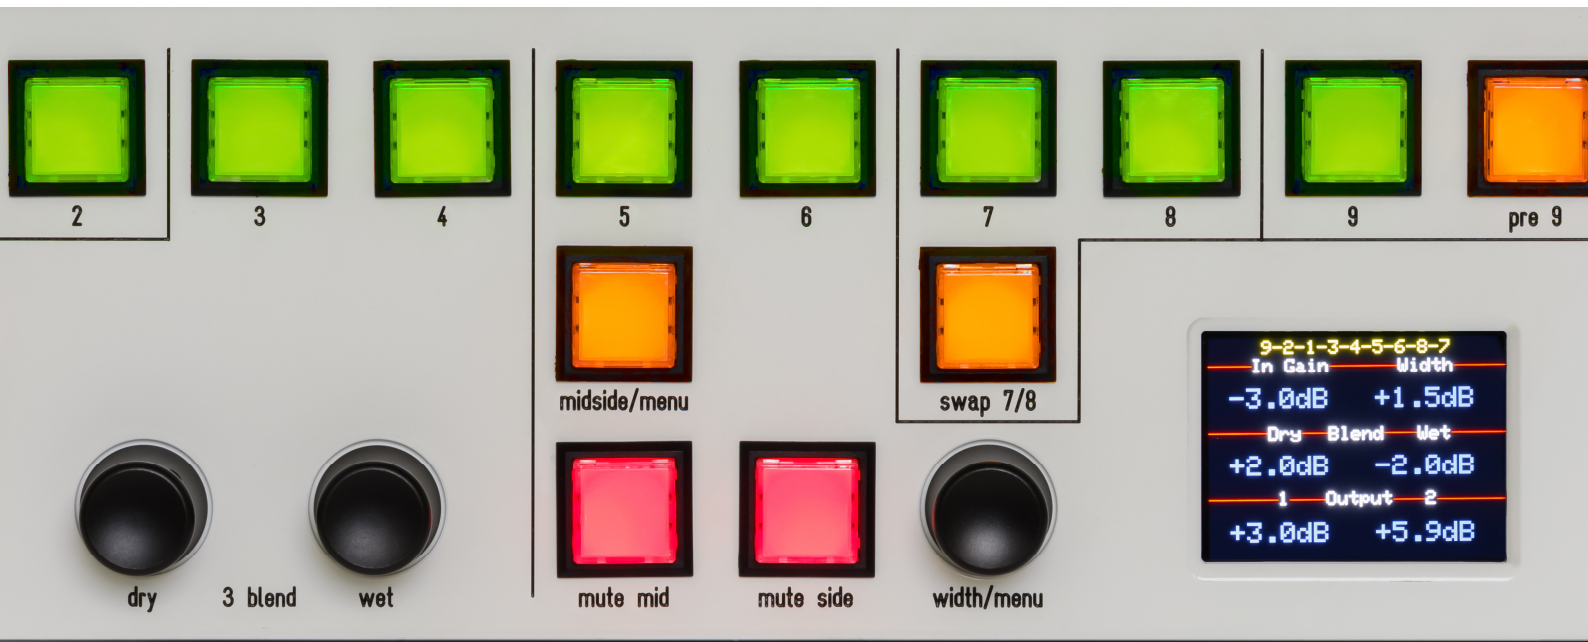 2 3 4 5 6 7 8 9 pre 9
midside/menu swap 7/8
dry 3 blend wet mute mid mute side width/menu
9-2-1-3-4-5-6-8-7
In Gain Width
-3.0dB +1.5dB
Dry Blend Wet
+2.0dB -2.0dB
1 Output 2
+3.0dB +5.9dB